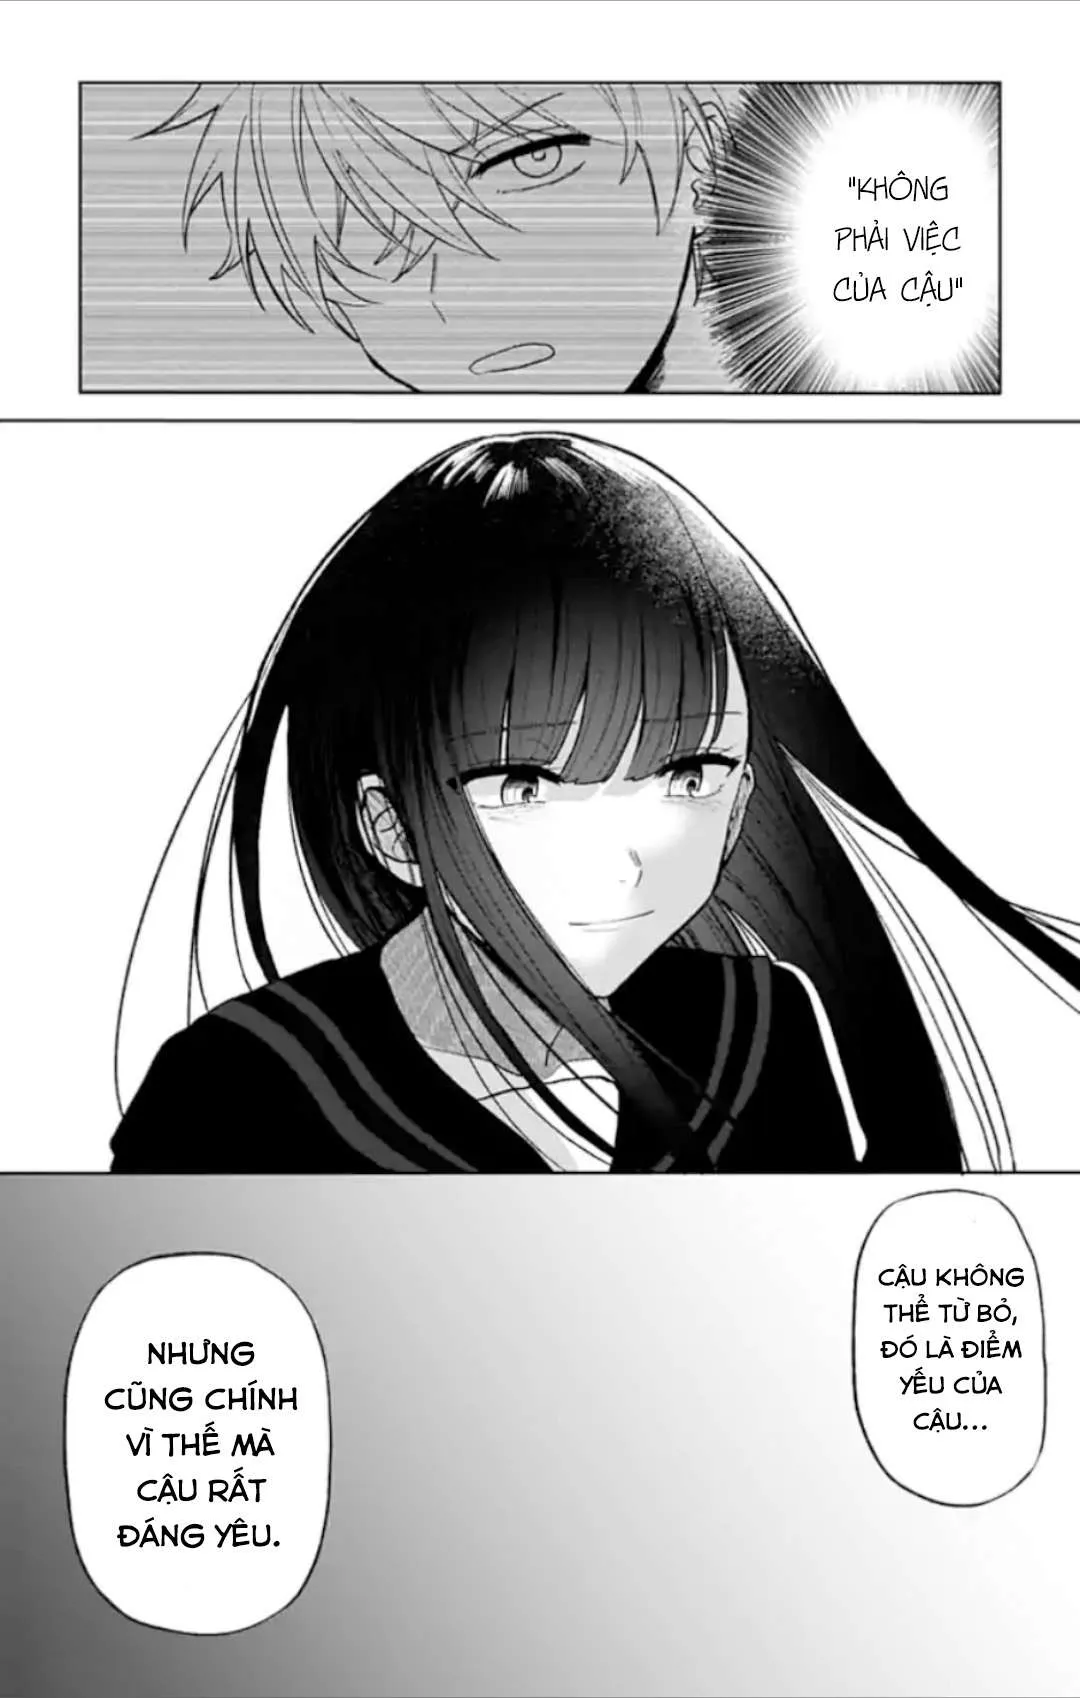 "KHÔNG
PHẢI VIỆC
CỦA CẬU"
CẬU KHÔNG
THỂ TỪ BỎ,
ĐÓ LÀ ĐIỂM
YẾU CỦA
CẬU...
NHƯNG
CŨNG CHÍNH
VÌ THẾ MÀ
CẬU RẤT
ĐÁNG YÊU.